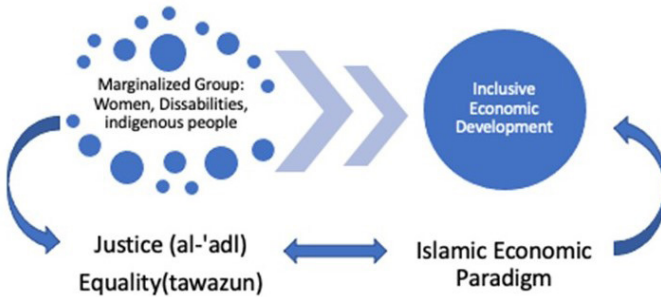 Marginalized Group:
Women, Dissabilities,
indigenous people
Inclusive
Economic
Development
Justice (al-'adl)
Equality(tawazun)
Islamic Economic
Paradigm